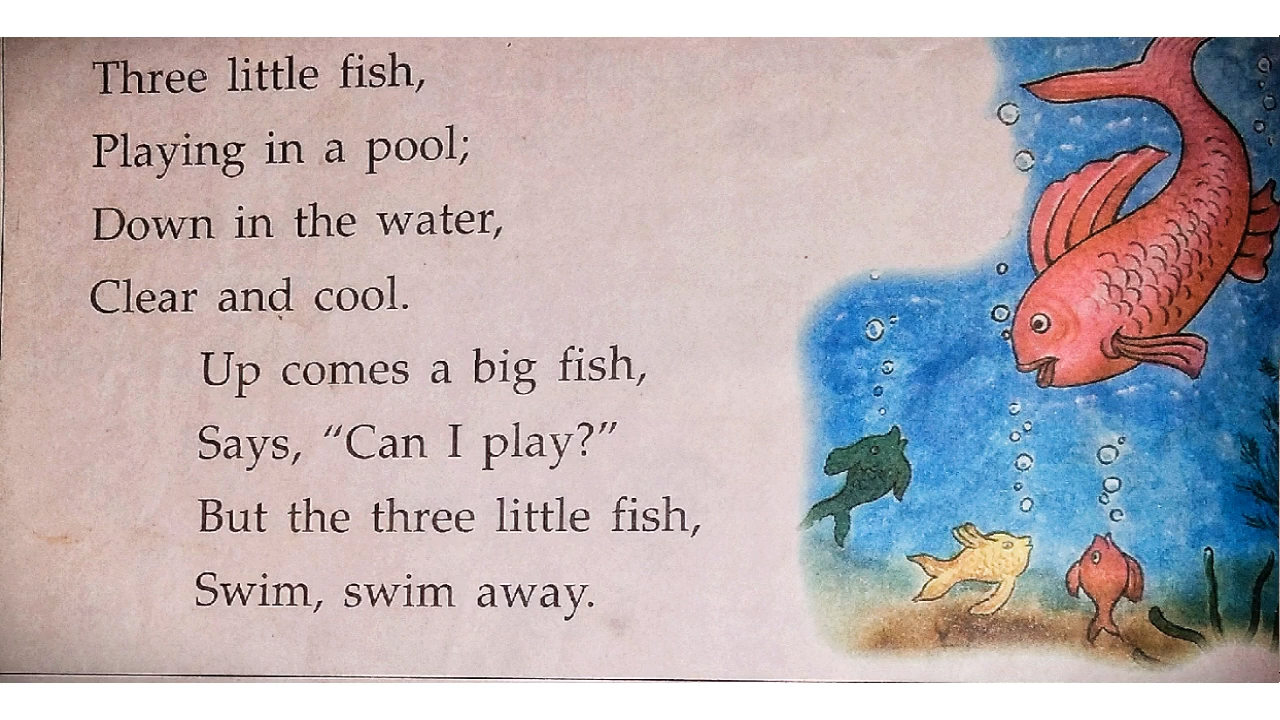 Three little fish,
Playing in a pool;
Down in the water,
Clear and cool.
Up comes a big fish,
Says, “Can I play?”
But the three little fish,
Swim, swim away.